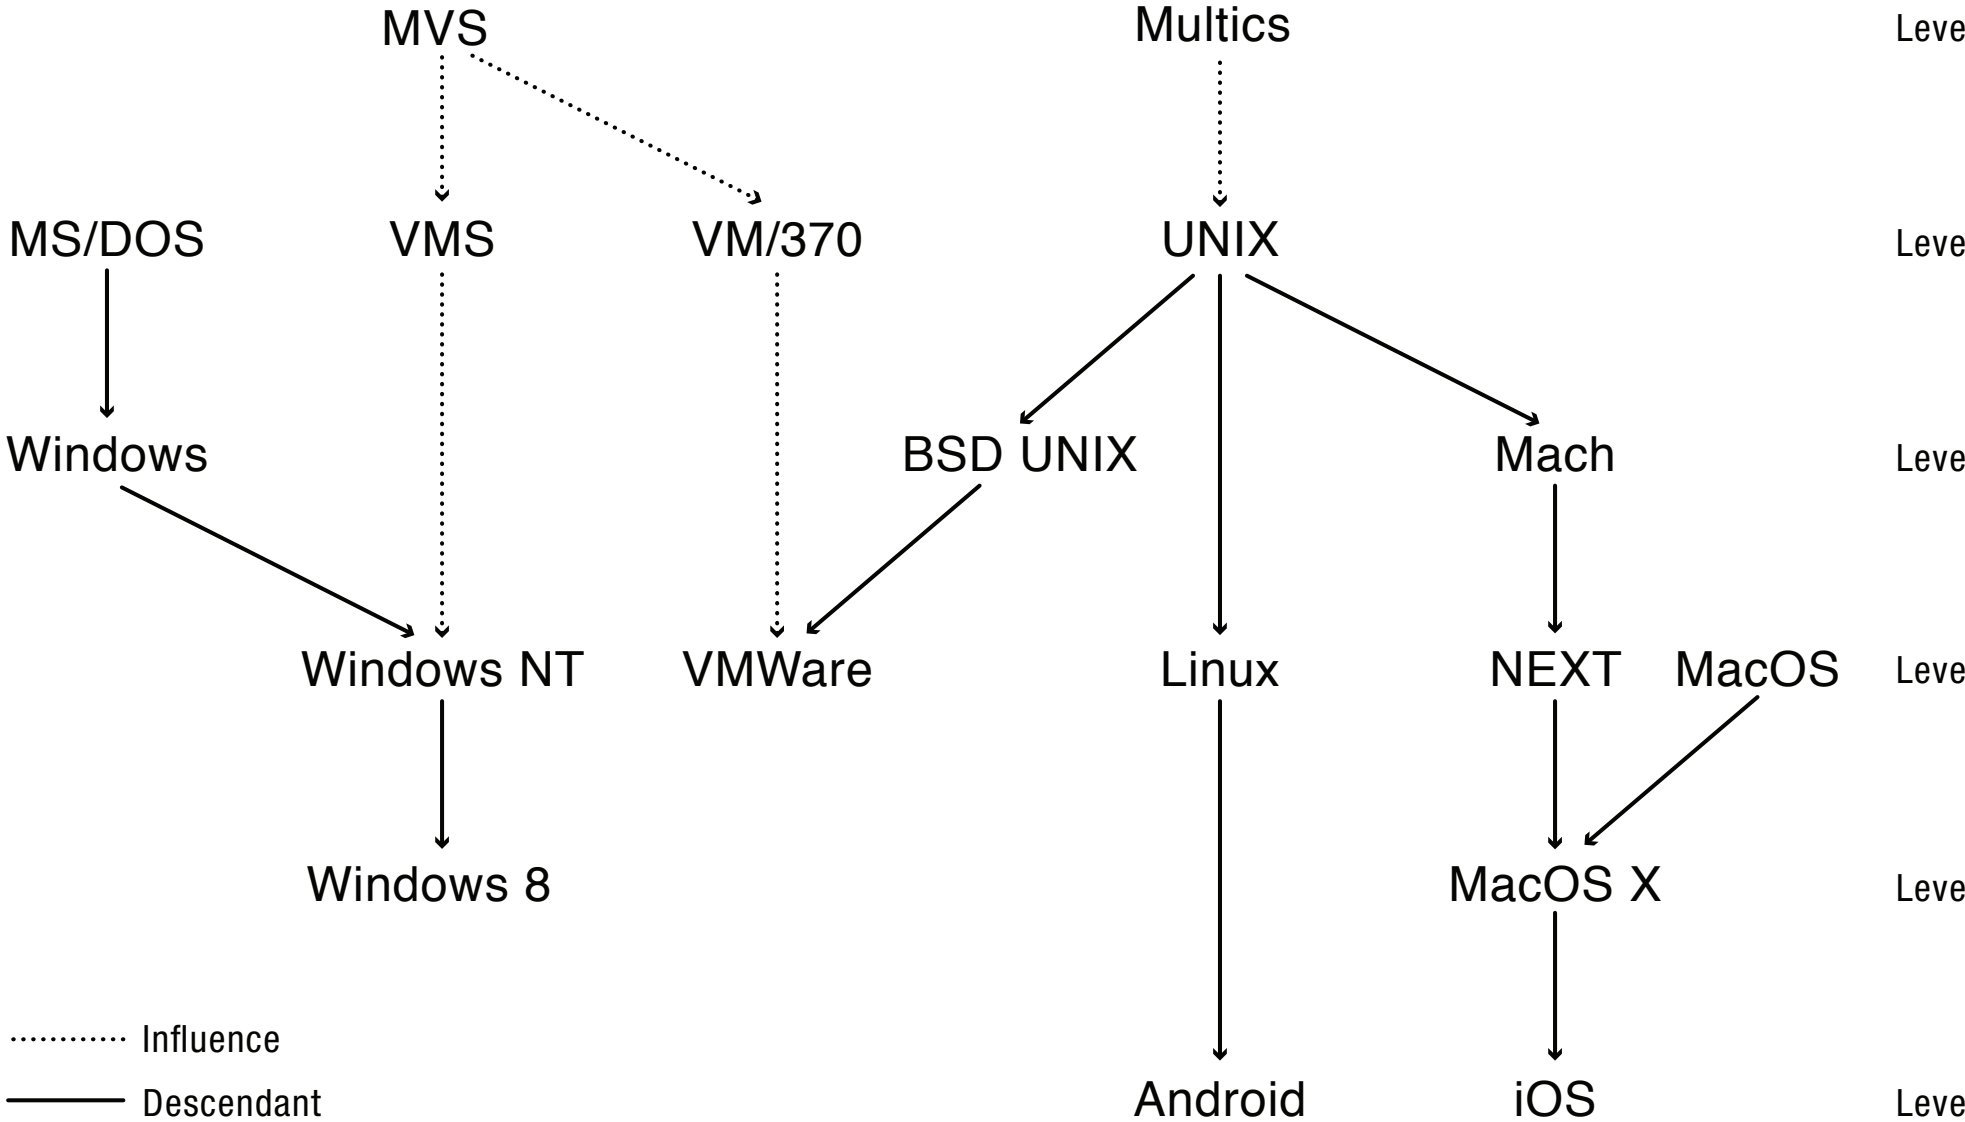 MVS Multics Leve
MS/DOS VMS VM/370 UNIX Leve
Windows BSD UNIX Mach Leve
Windows NT VMWare Linux NEXT MacOS Leve
Windows 8 MacOS X Leve
Influence
Descendant
Android iOS Leve